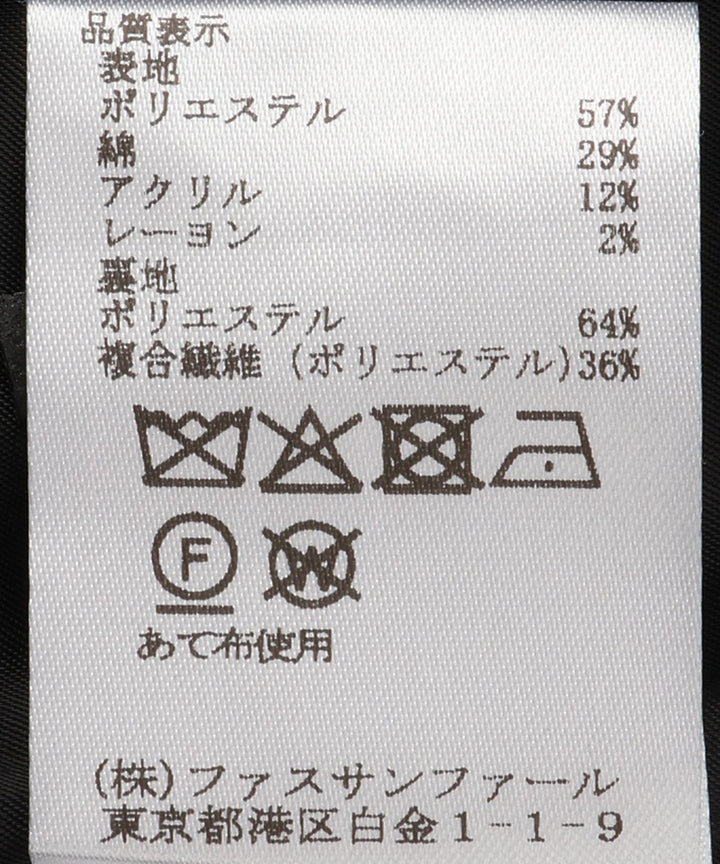 品質表示
表地
ポリエステル 57%
綿 29%
アクリル 12%
レーヨン 2%
裏地
ポリエステル 64%
複合繊維 (ポリエステル) 36%
F W
あて布使用
(株)ファスサンファール
東京都港区白金1-1-9